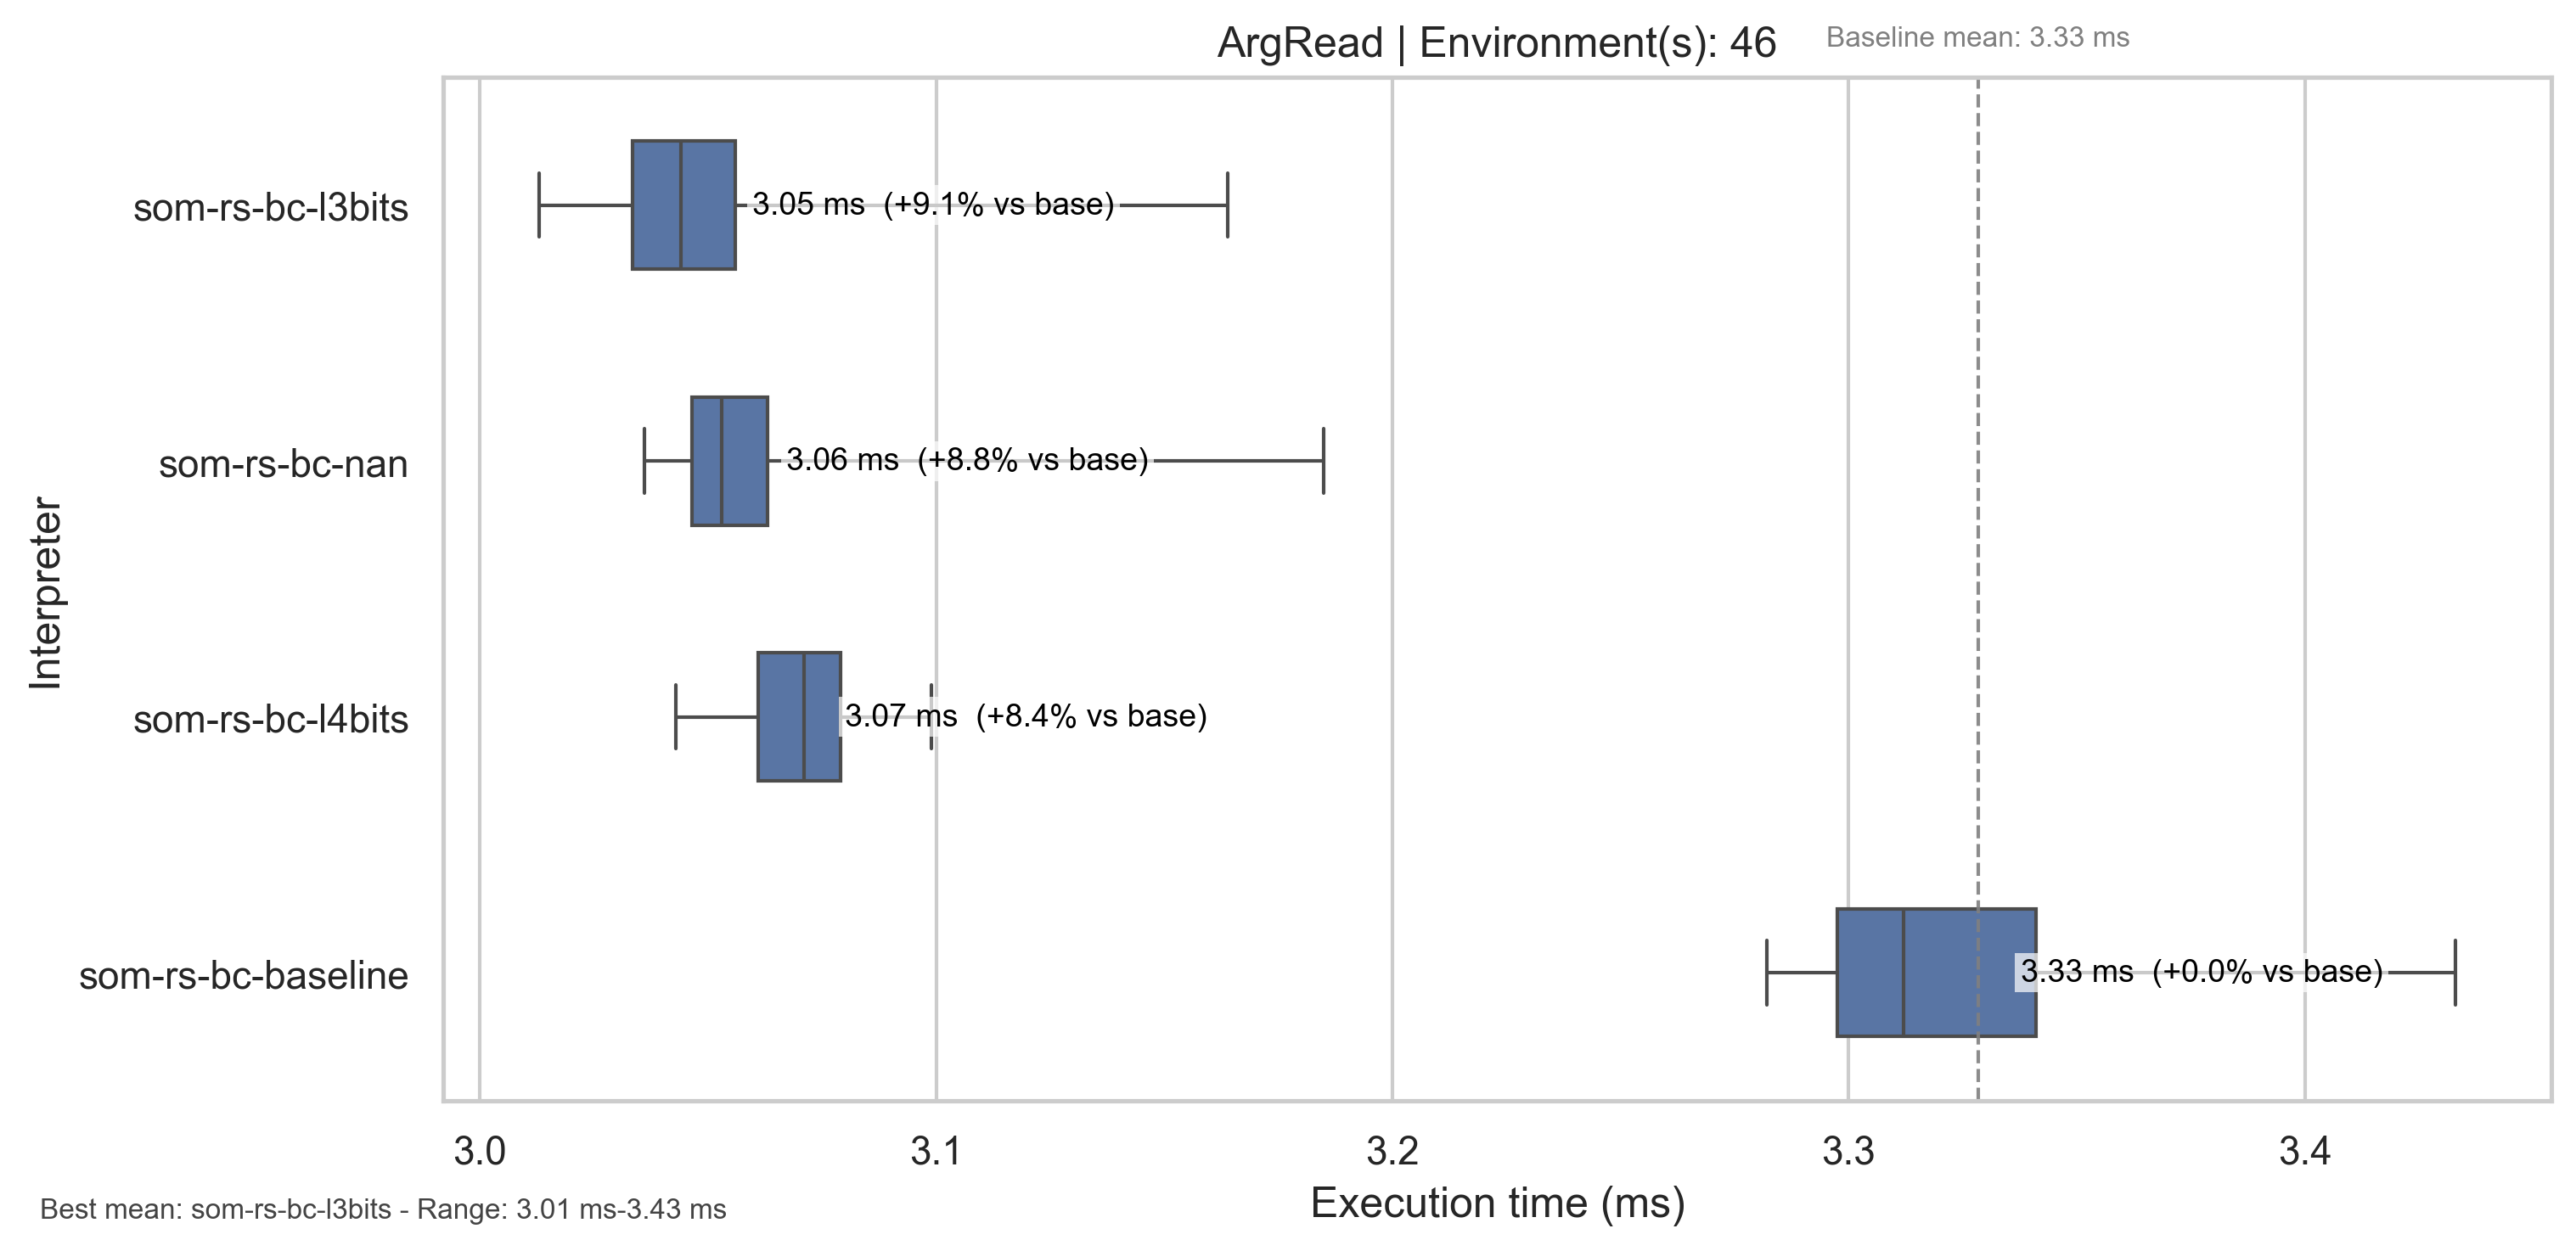 ArgRead | Environment(s): 46
Baseline mean: 3.33 ms
som-rs-bc-l3bits
3.05 ms  (+9.1% vs base)
som-rs-bc-nan
3.06 ms  (+8.8% vs base)
som-rs-bc-l4bits
3.07 ms  (+8.4% vs base)
som-rs-bc-baseline
3.33 ms  (+0.0% vs base)
Interpreter
3.0
3.1
3.2
3.3
3.4
Execution time (ms)
Best mean: som-rs-bc-l3bits - Range: 3.01 ms-3.43 ms